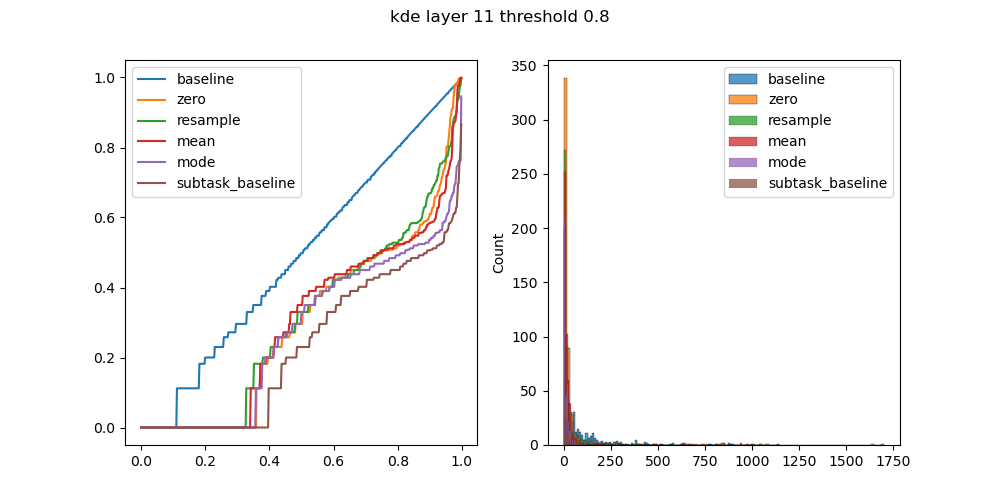 kde layer 11 threshold 0.8
1.0
0.8
0.6
0.4
0.2
0.0
0.0 0.2 0.4 0.6 0.8 1.0
baseline
zero
resample
mean
mode
subtask_baseline
Count
350
300
250
200
150
100
50
0
0 250 500 750 1000 1250 1500 1750
baseline
zero
resample
mean
mode
subtask_baseline